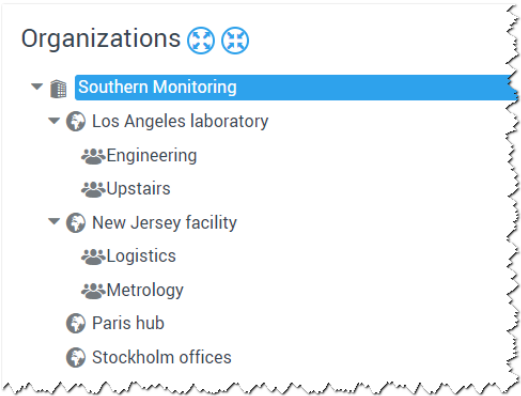 Organizations
Southern Monitoring
Los Angeles laboratory
Engineering
Upstairs
New Jersey facility
Logistics
Metrology
Paris hub
Stockholm offices